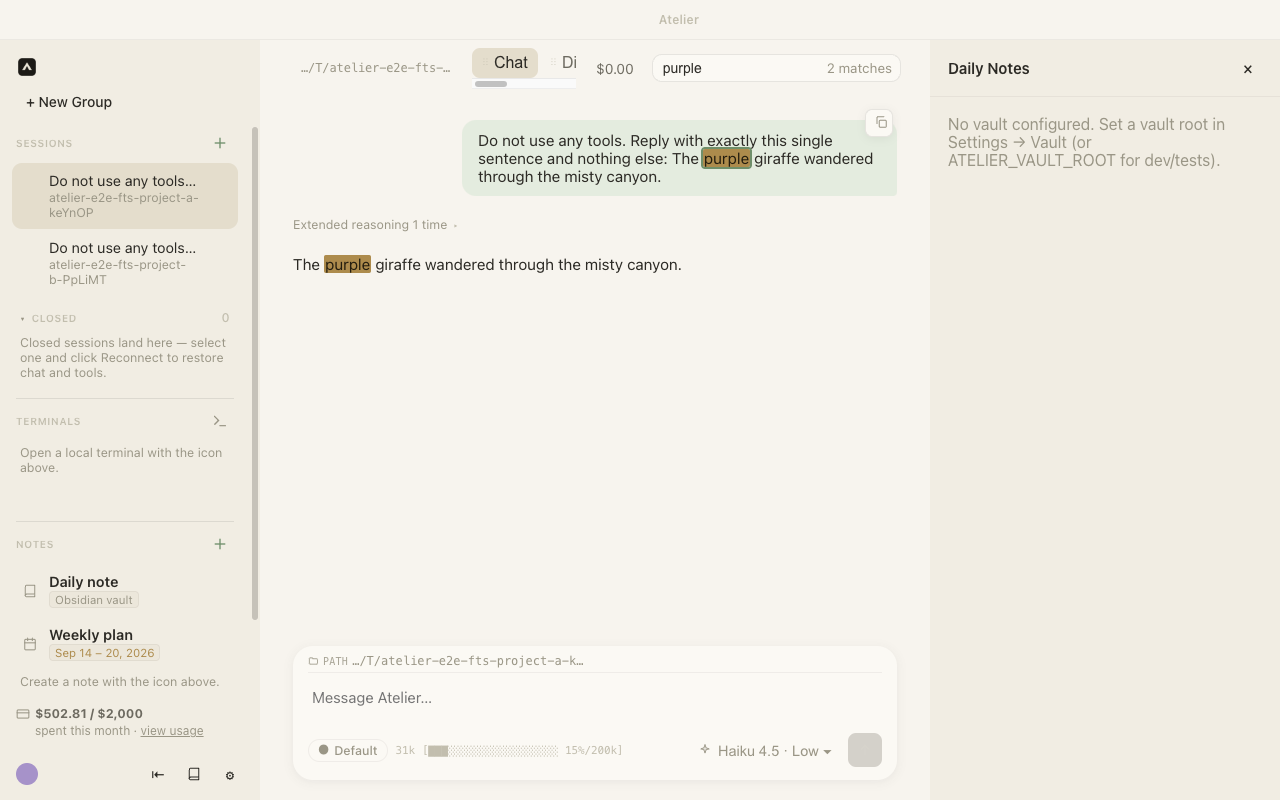 Atelier
+ New Group
SESSIONS
Do not use any tools...
atelier-e2e-fts-project-a-
keYnOP
Do not use any tools...
atelier-e2e-fts-project-
b-PpLiMT
CLOSED 0
Closed sessions land here — select
one and click Reconnect to restore
chat and tools.
TERMINALS
Open a local terminal with the icon
above.
NOTES
Daily note
Obsidian vault
Weekly plan
Sep 14 – 20, 2026
Create a note with the icon above.
$502.81 / $2,000
spent this month · view usage
…/T/atelier-e2e-fts-… Chat Di $0.00 purple 2 matches
Do not use any tools. Reply with exactly this single
sentence and nothing else: The purple giraffe wandered
through the misty canyon.
Extended reasoning 1 time
The purple giraffe wandered through the misty canyon.
PATH …/T/atelier-e2e-fts-project-a-k…
Message Atelier...
Default 31k [ 15%/200k] Haiku 4.5 · Low
Daily Notes ×
No vault configured. Set a vault root in
Settings → Vault (or
ATELIER_VAULT_ROOT for dev/tests).